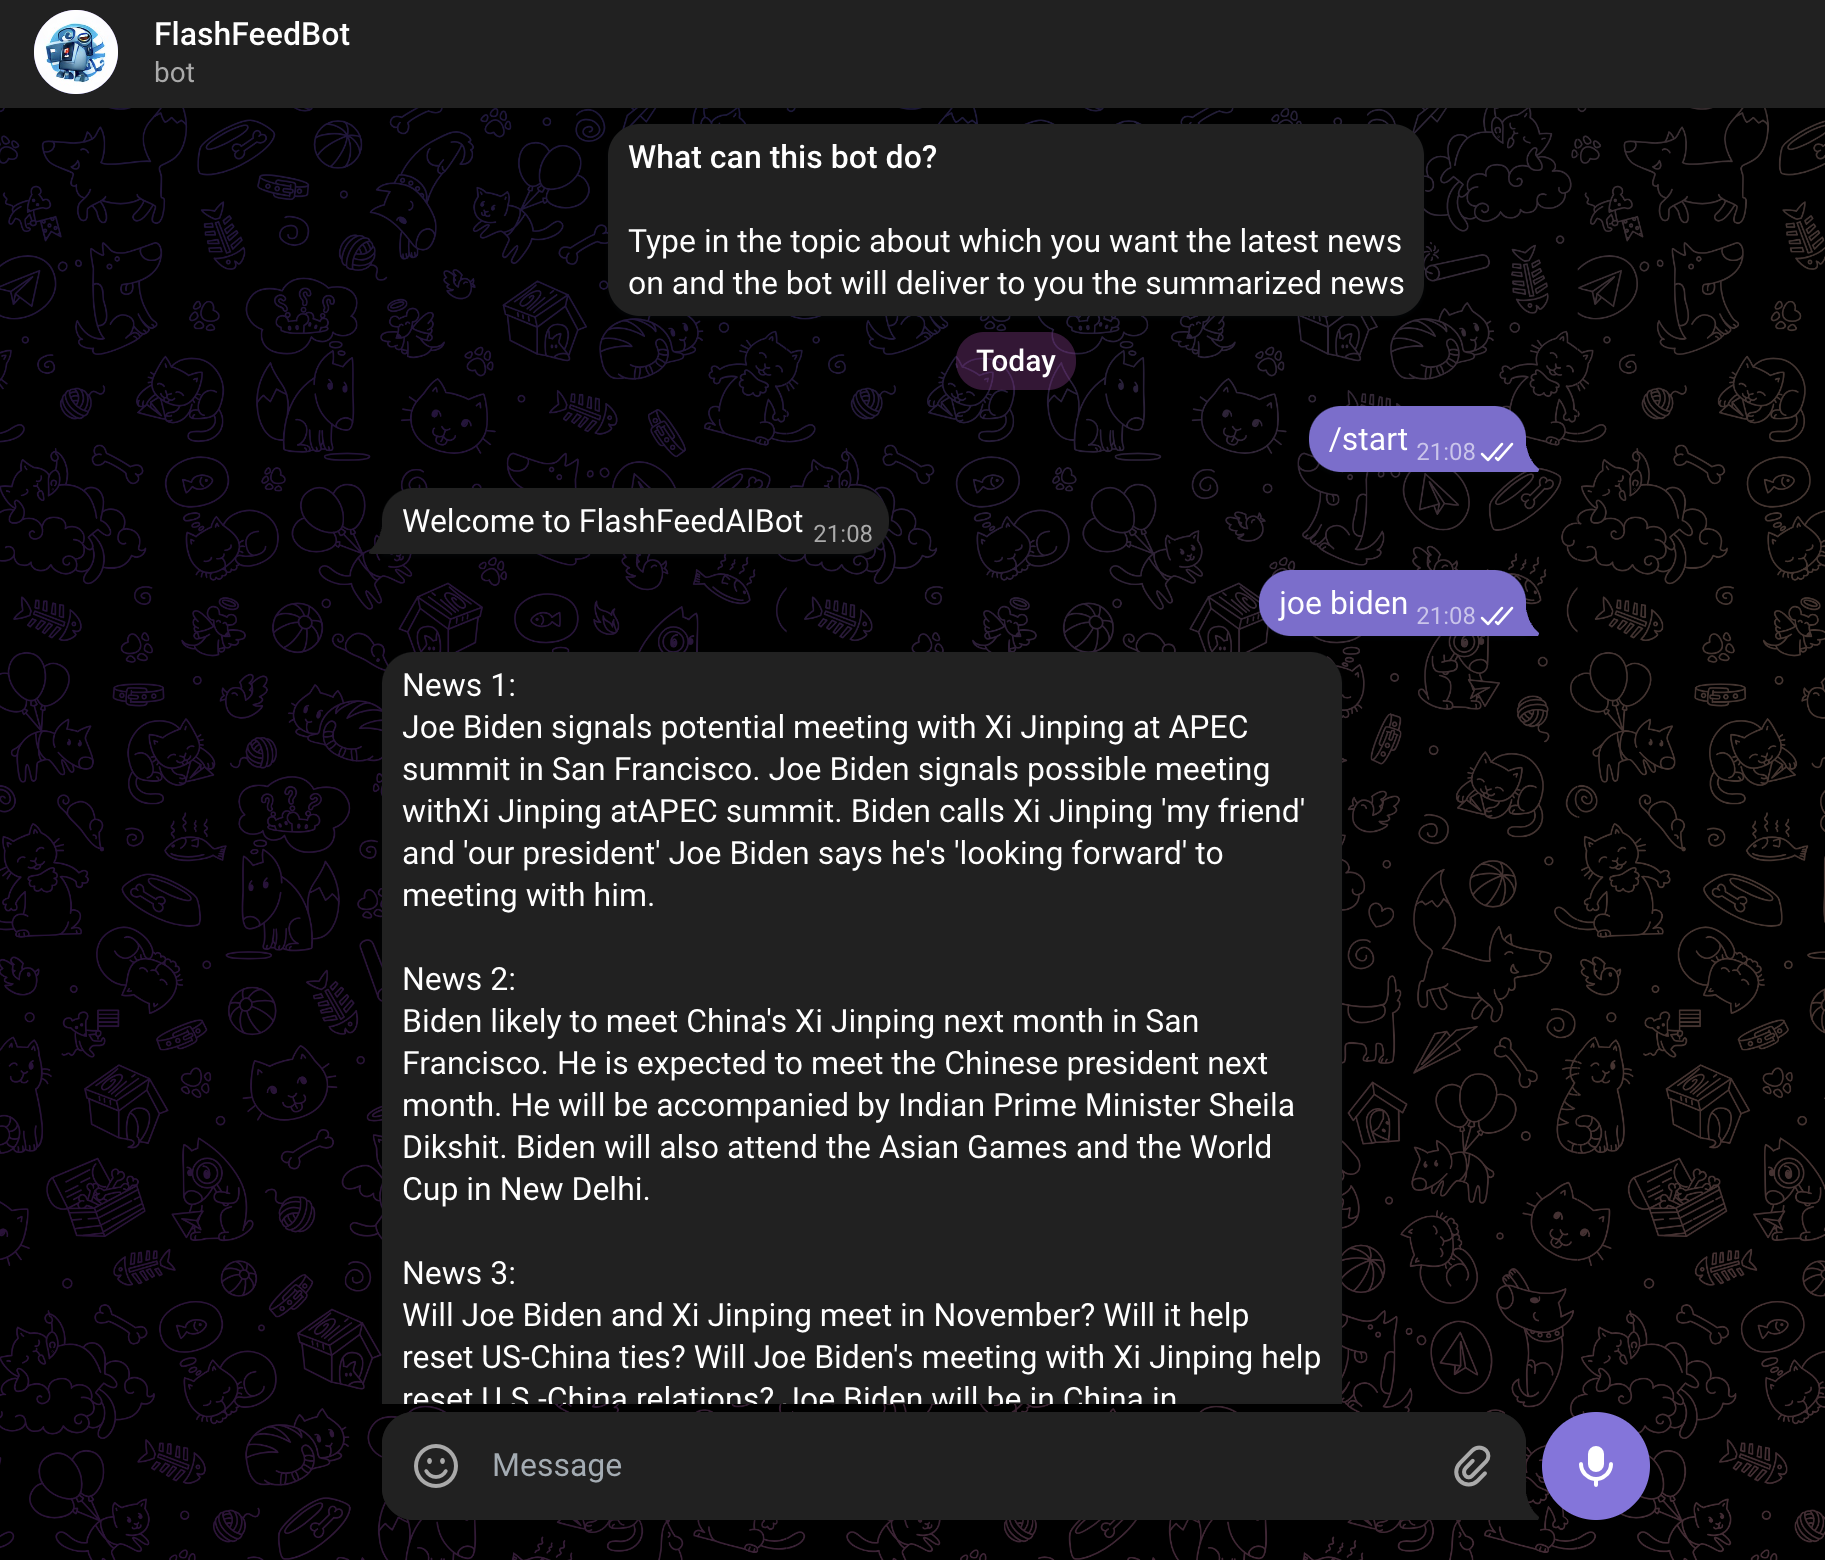 FlashFeedBot
bot
What can this bot do?
Type in the topic about which you want the latest news
on and the bot will deliver to you the summarized news
Today
/start 21:08
Welcome to FlashFeedAIBot 21:08
joe biden 21:08
News 1:
Joe Biden signals potential meeting with Xi Jinping at APEC
summit in San Francisco. Joe Biden signals possible meeting
withXi Jinping atAPEC summit. Biden calls Xi Jinping 'my friend'
and 'our president' Joe Biden says he's 'looking forward' to
meeting with him.
News 2:
Biden likely to meet China's Xi Jinping next month in San
Francisco. He is expected to meet the Chinese president next
month. He will be accompanied by Indian Prime Minister Sheila
Dikshit. Biden will also attend the Asian Games and the World
Cup in New Delhi.
News 3:
Will Joe Biden and Xi Jinping meet in November? Will it help
reset US-China ties? Will Joe Biden's meeting with Xi Jinping help
reset U.S.-China relations? Joe Biden will be in China in
Message